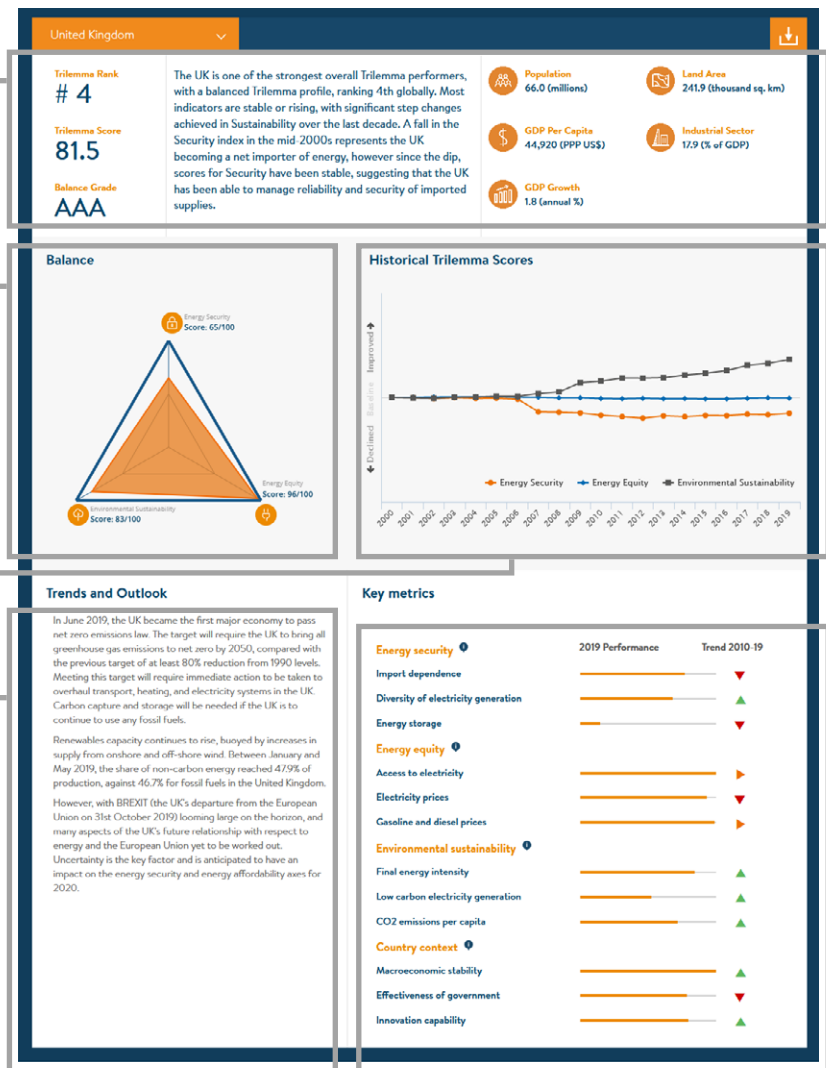 United Kingdom
Trilemma Rank
# 4
Trilemma Score
81.5
Balance Grade
AAA
The UK is one of the strongest overall Trilemma performers,
with a balanced Trilemma profile, ranking 4th globally. Most
indicators are stable or rising, with significant step changes
achieved in Sustainability over the last decade. A fall in the
Security index in the mid-2000s represents the UK
becoming a net importer of energy, however since the dip,
scores for Security have been stable, suggesting that the UK
has been able to manage reliability and security of imported
supplies.
Population
66.0 (millions)
Land Area
241.9 (thousand sq. km)
GDP Per Capita
44,920 (PPP US$)
Industrial Sector
17.9 (% of GDP)
GDP Growth
1.8 (annual %)
Balance
Energy Security
Score: 65/100
Energy Equity
Score: 96/100
Environmental Sustainability
Score: 83/100
Historical Trilemma Scores
Improved
Baseline
Declined
Energy Security
Energy Equity
Environmental Sustainability
2000
2001
2002
2003
2004
2005
2006
2007
2008
2009
2010
2011
2012
2013
2014
2015
2016
2017
2018
2019
Trends and Outlook
In June 2019, the UK became the first major economy to pass
net zero emissions law. The target will require the UK to bring all
greenhouse gas emissions to net zero by 2050, compared with
the previous target of at least 80% reduction from 1990 levels.
Meeting this target will require immediate action to be taken to
overhaul transport, heating, and electricity systems in the UK.
Carbon capture and storage will be needed if the UK is to
continue to use any fossil fuels.
Renewables capacity continues to rise, buoyed by increases in
supply from onshore and off-shore wind. Between January and
May 2019, the share of non-carbon energy reached 47.9% of
production, against 46.7% for fossil fuels in the United Kingdom.
However, with BREXIT (the UK's departure from the European
Union on 31st October 2019) looming large on the horizon, and
many aspects of the UK's future relationship with respect to
energy and the European Union yet to be worked out.
Uncertainty is the key factor and is anticipated to have an
impact on the energy security and energy affordability axes for
2020.
Key metrics
Energy security
2019 Performance
Trend 2010-19
Import dependence
Diversity of electricity generation
Energy storage
Energy equity
Access to electricity
Electricity prices
Gasoline and diesel prices
Environmental sustainability
Final energy intensity
Low carbon electricity generation
CO2 emissions per capita
Country context
Macroeconomic stability
Effectiveness of government
Innovation capability